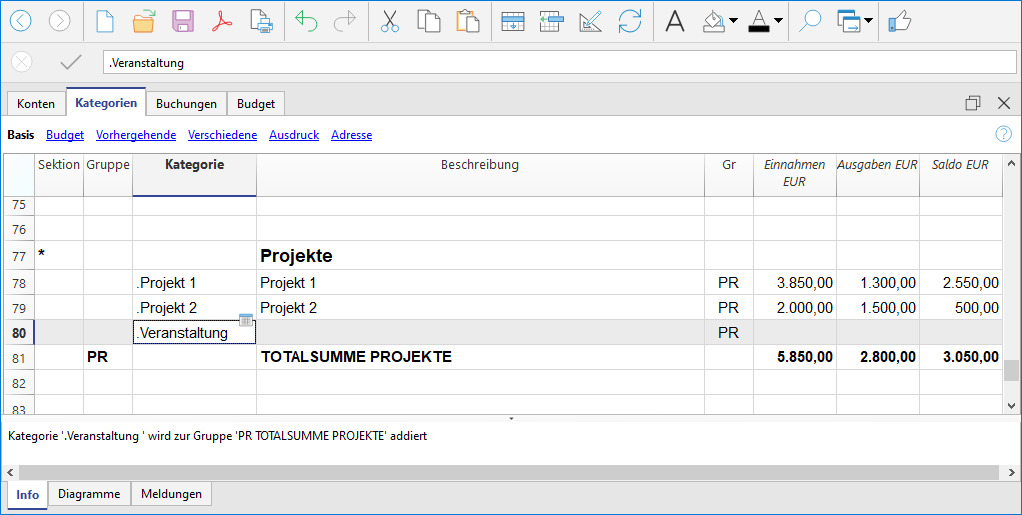 .Veranstaltung
Konten Kategorien Buchungen Budget
Basis Budget Vorhergehende Verschiedene Ausdruck Adresse
Sektion Gruppe Kategorie Beschreibung Gr Einnahmen EUR Ausgaben EUR Saldo EUR
75
76
77 * Projekte
78 .Projekt 1 Projekt 1 PR 3.850,00 1.300,00 2.550,00
79 .Projekt 2 Projekt 2 PR 2.000,00 1.500,00 500,00
80 .Veranstaltung PR
81 PR TOTALSUMME PROJEKTE 5.850,00 2.800,00 3.050,00
82
83
Kategorie '.Veranstaltung ' wird zur Gruppe 'PR TOTALSUMME PROJEKTE' addiert
Info Diagramme Meldungen